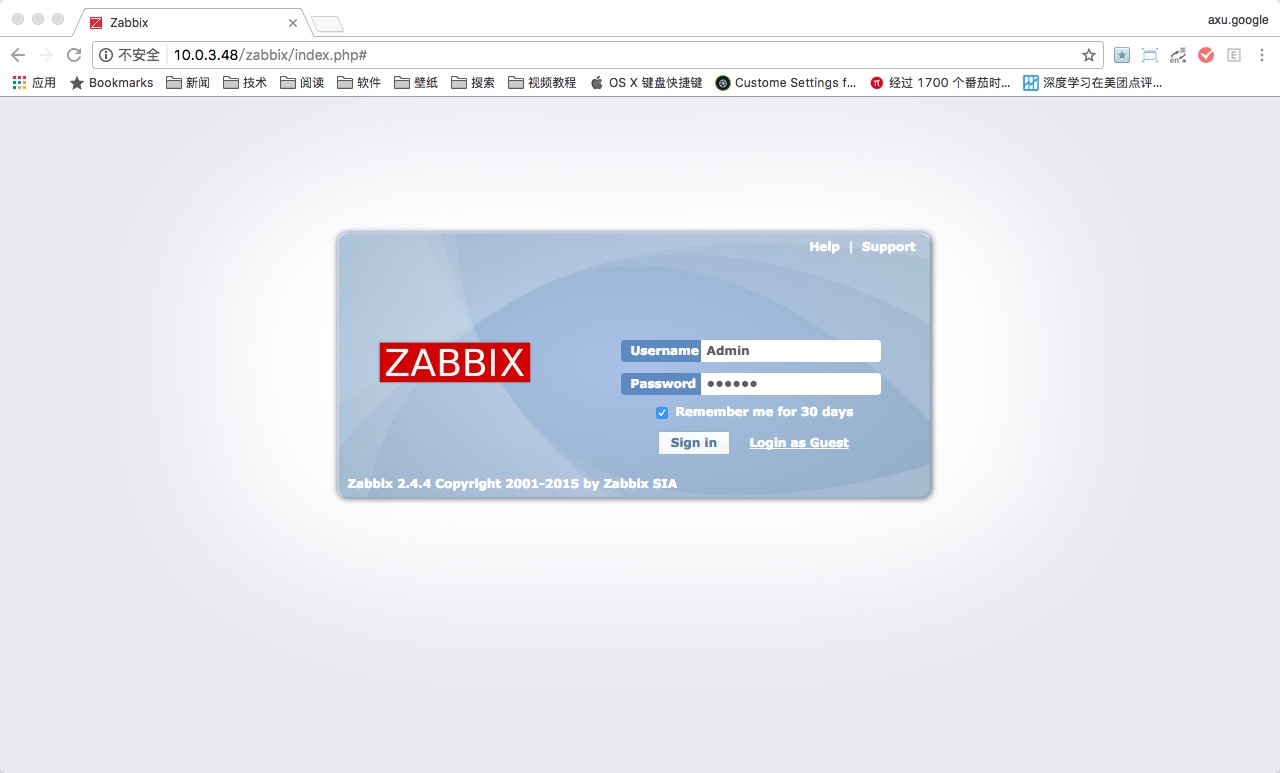 Zabbix
axu.google
不安全 10.0.3.48/zabbix/index.php#
应用 Bookmarks 新闻 技术 阅读 软件 壁纸 搜索 视频教程 OS X 键盘快捷键 Custome Settings f... 经过 1700 个番茄时... 深度学习在美团点评...
Help | Support
ZABBIX
Username Admin
Password ●●●●●●
Remember me for 30 days
Sign in Login as Guest
Zabbix 2.4.4 Copyright 2001-2015 by Zabbix SIA